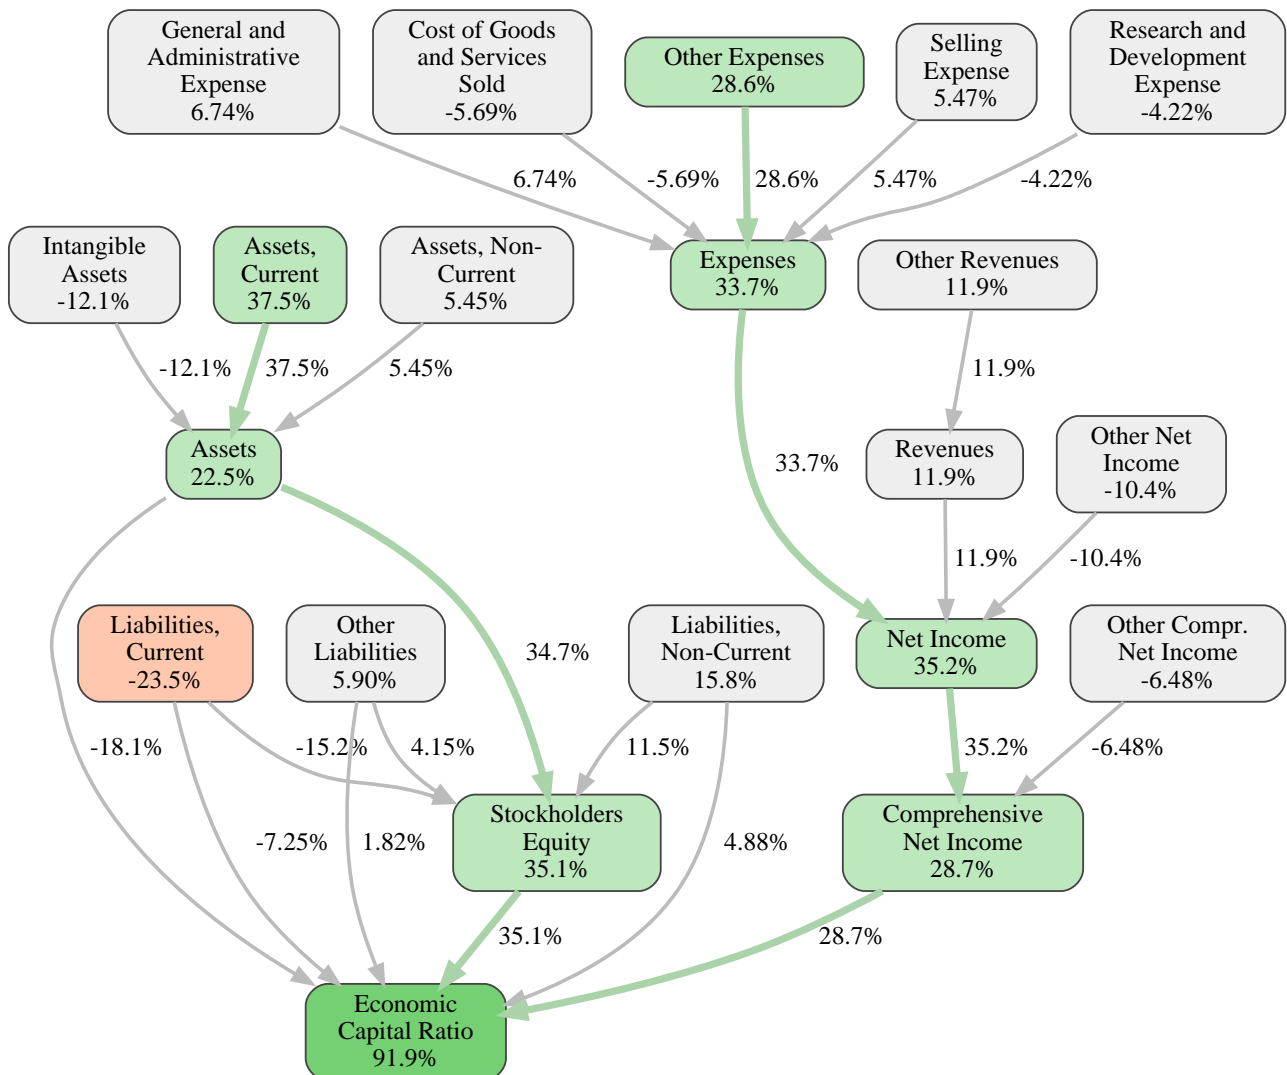 General and
Administrative
Expense
6.74%
Cost of Goods
and Services
Sold
-5.69%
Other Expenses
28.6%
Selling
Expense
5.47%
Research and
Development
Expense
-4.22%
6.74%
-5.69%
28.6%
5.47%
-4.22%
Intangible
Assets
-12.1%
Assets,
Current
37.5%
Assets, Non-
Current
5.45%
Expenses
33.7%
Other Revenues
11.9%
-12.1%
37.5%
5.45%
11.9%
Assets
22.5%
33.7%
Revenues
11.9%
Other Net
Income
-10.4%
11.9%
-10.4%
Liabilities,
Current
-23.5%
Other
Liabilities
5.90%
34.7%
Liabilities,
Non-Current
15.8%
Net Income
35.2%
Other Compr.
Net Income
-6.48%
-18.1%
-15.2%
4.15%
11.5%
35.2%
-6.48%
-7.25%
1.82%
Stockholders
Equity
35.1%
4.88%
Comprehensive
Net Income
28.7%
35.1%
28.7%
Economic
Capital Ratio
91.9%